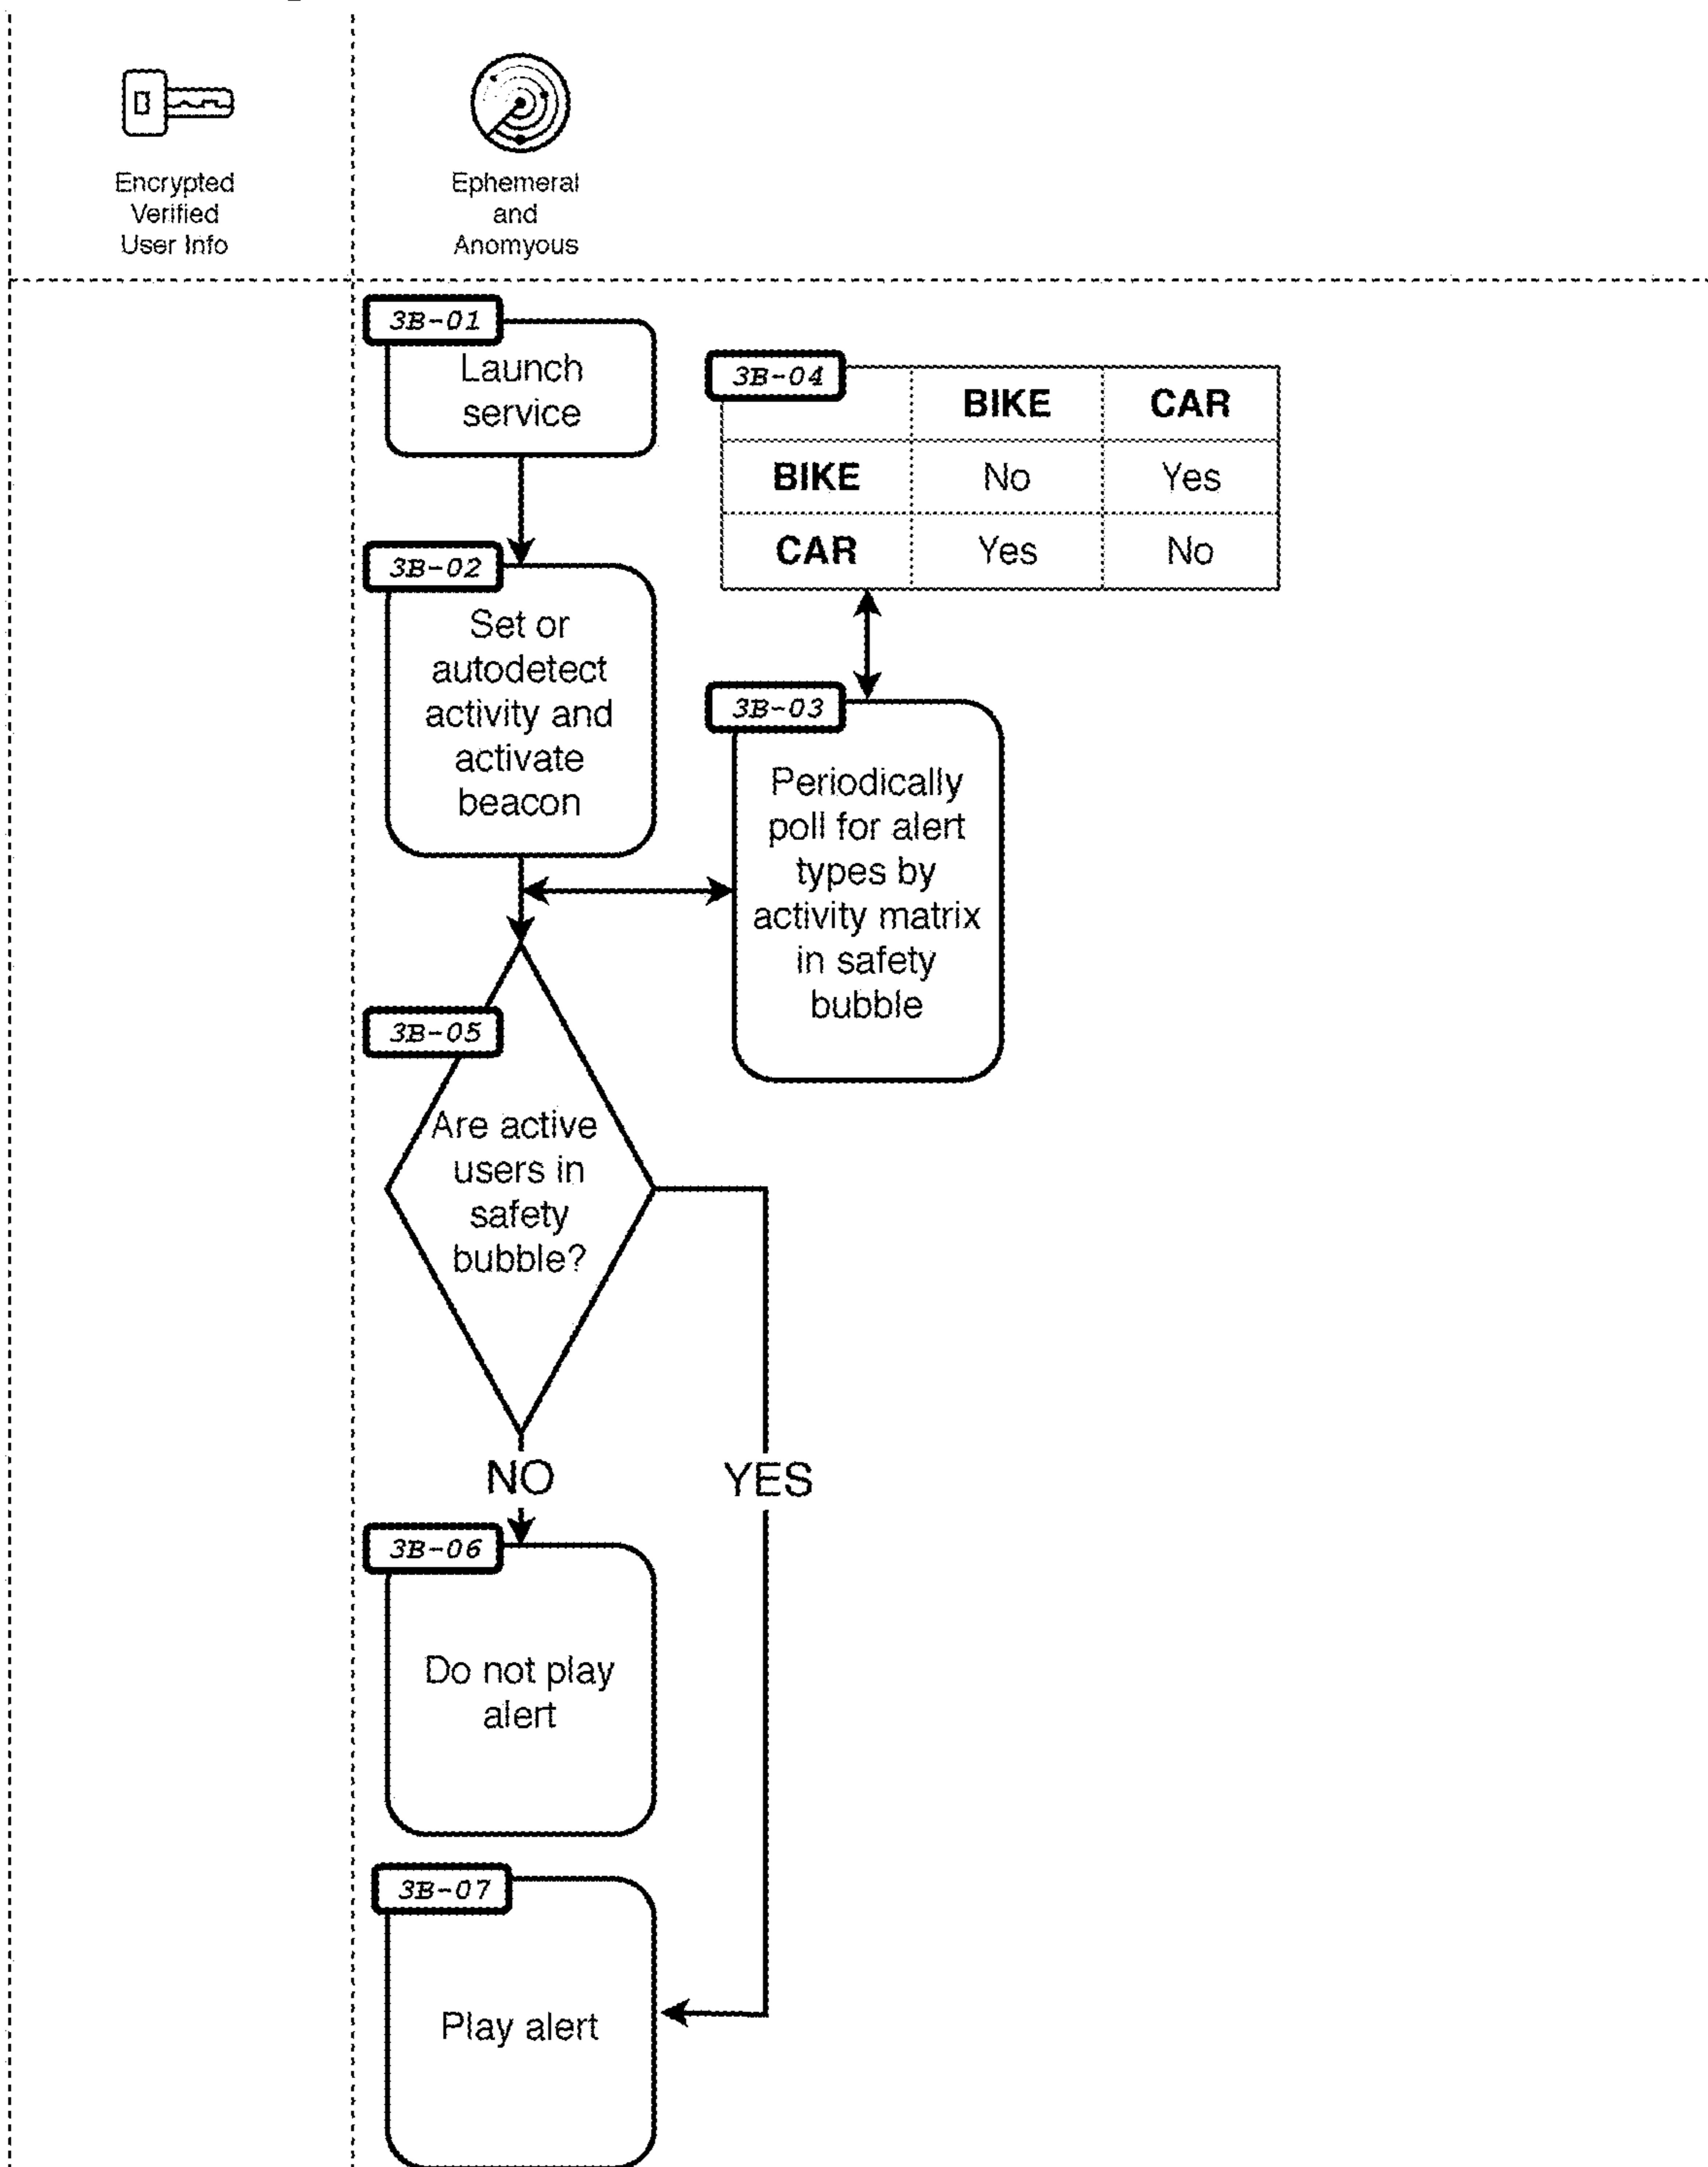 Encrypted
Verified
User Info
Ephemeral
and
Anomyous
3B-01
Launch
service
3B-04
BIKE CAR
BIKE No Yes
CAR Yes No
3B-02
Set or
autodetect
activity and
activate
beacon
3B-03
Periodically
poll for alert
types by
activity matrix
in safety
bubble
3B-05
Are active
users in
safety
bubble?
NO YES
3B-06
Do not play
alert
3B-07
Play alert